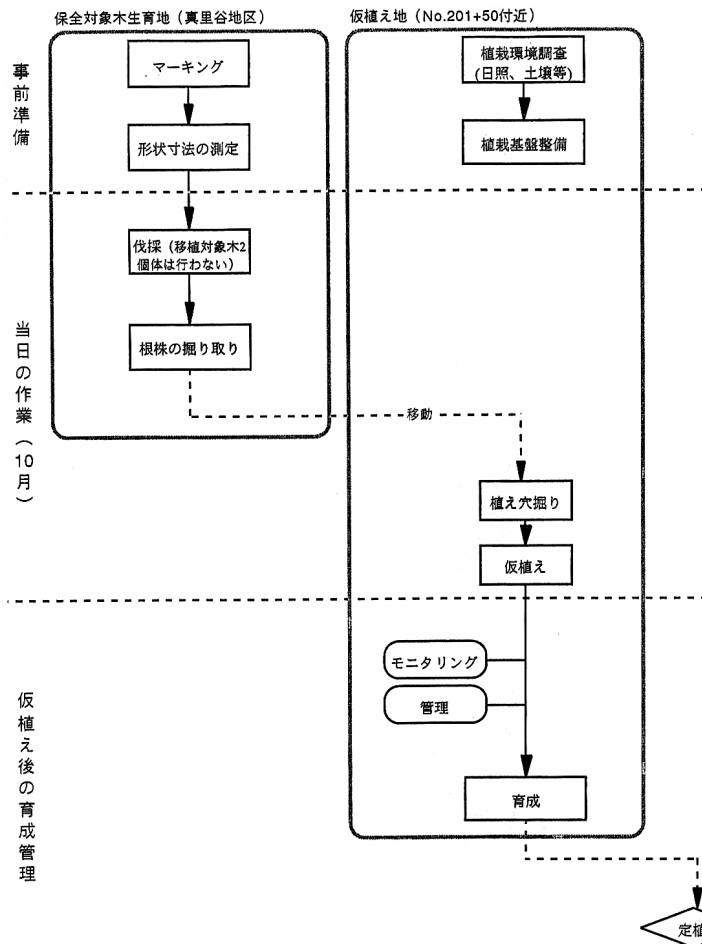 保全対象木生育地（真里谷地区）
仮植え地（No.201+50付近）
事前準備
マーキング
形状寸法の測定
植栽環境調査
(日照、土壌等)
植栽基盤整備
当日の作業（10月）
伐採（移植対象木2
個体は行わない）
根株の掘り取り
移動
植え穴掘り
仮植え
仮植え後の育成管理
モニタリング
管理
育成
定植